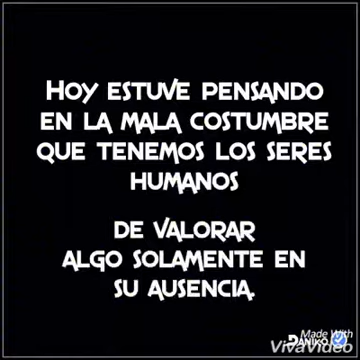 HOY ESTUVE PENSANDO
EN LA MALA COSTUMBRE
QUE TENEMOS LOS SERES
HUMANOS
DE VALORAR
ALGO SOLAMENTE EN
SU AUSENCIA.
Made With
DANIKO
VivaVideo